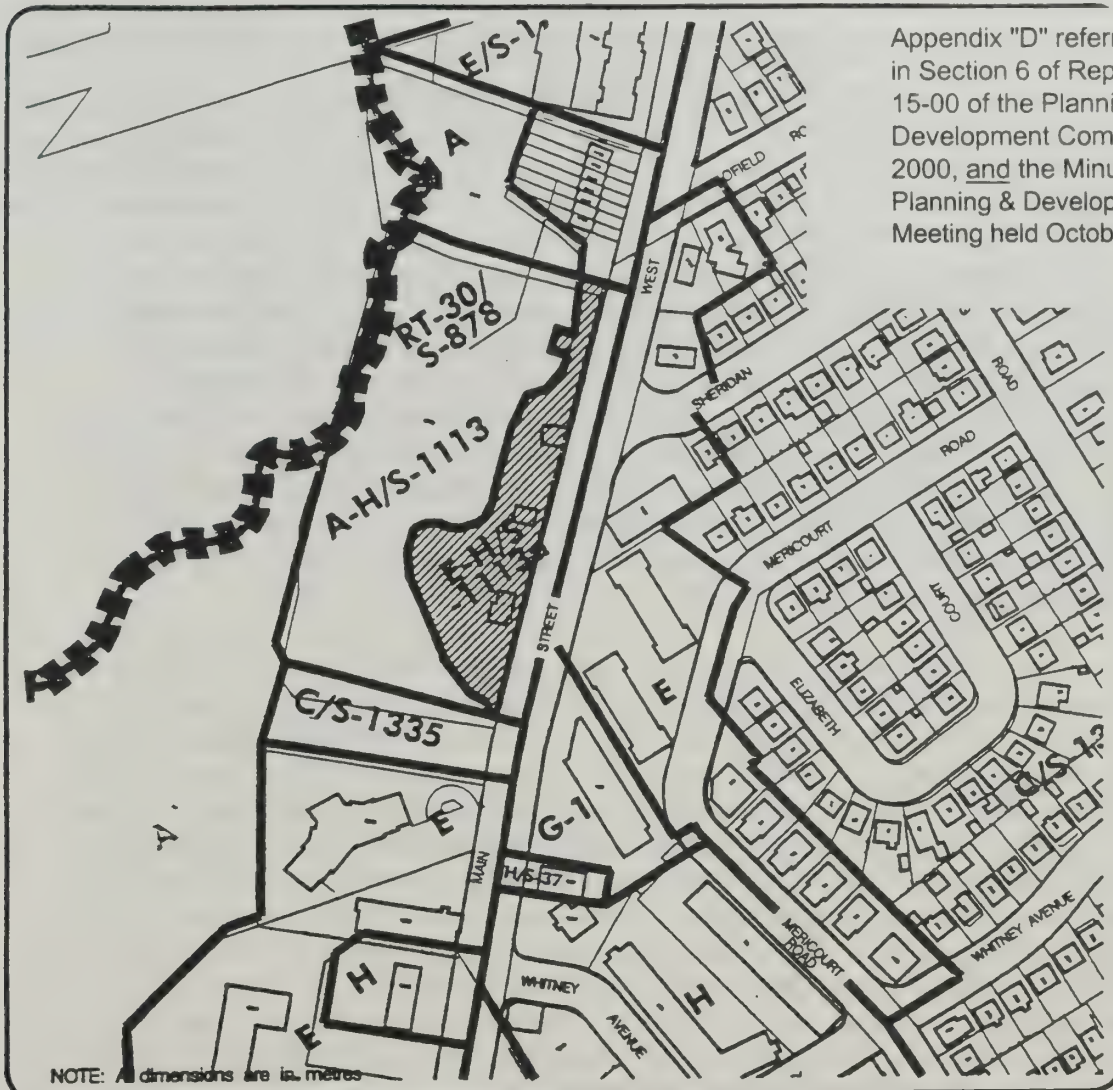 Appendix "D" referr
in Section 6 of Rep
15-00 of the Planni
Development Com
2000, and the Minu
Planning & Develop
Meeting held Octob
E/S-1
A
OFIELD
WEST
RT-30/
S-878
SHERIDAN
ROAD
ROAD
A-H/S-1113
MERICOURT
COURT
STREET
ELIZABETH
E
C/S-1335
C/S-13
G-1
E
MAIN
H/S-37
WHITNEY AVENUE
MERICOURT
ROAD
H
WHITNEY
AVENUE
E
NOTE: All dimensions are in metres